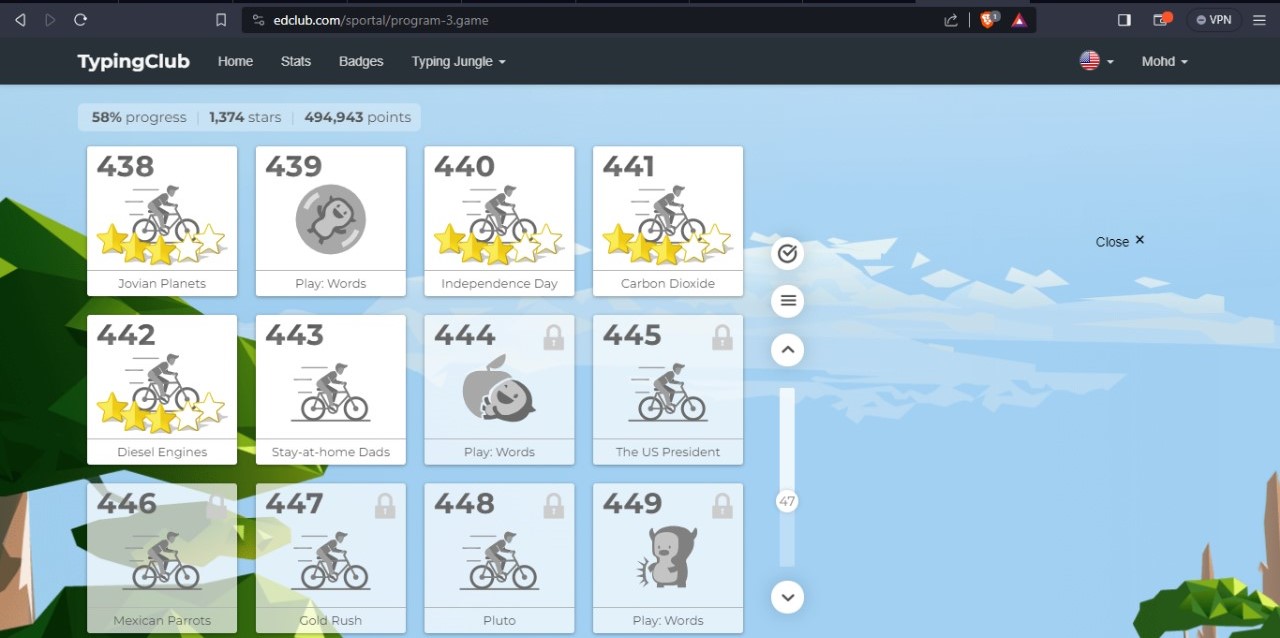 edclub.com/sportal/program-3.game
1
VPN
TypingClub Home Stats Badges Typing Jungle Mohd
58% progress | 1,374 stars | 494,943 points
438 439 440 441
Close ×
Jovian Planets Play: Words Independence Day Carbon Dioxide
442 443 444 445
Diesel Engines Stay-at-home Dads Play: Words The US President
446 447 448 449
47
Mexican Parrots Gold Rush Pluto Play: Words